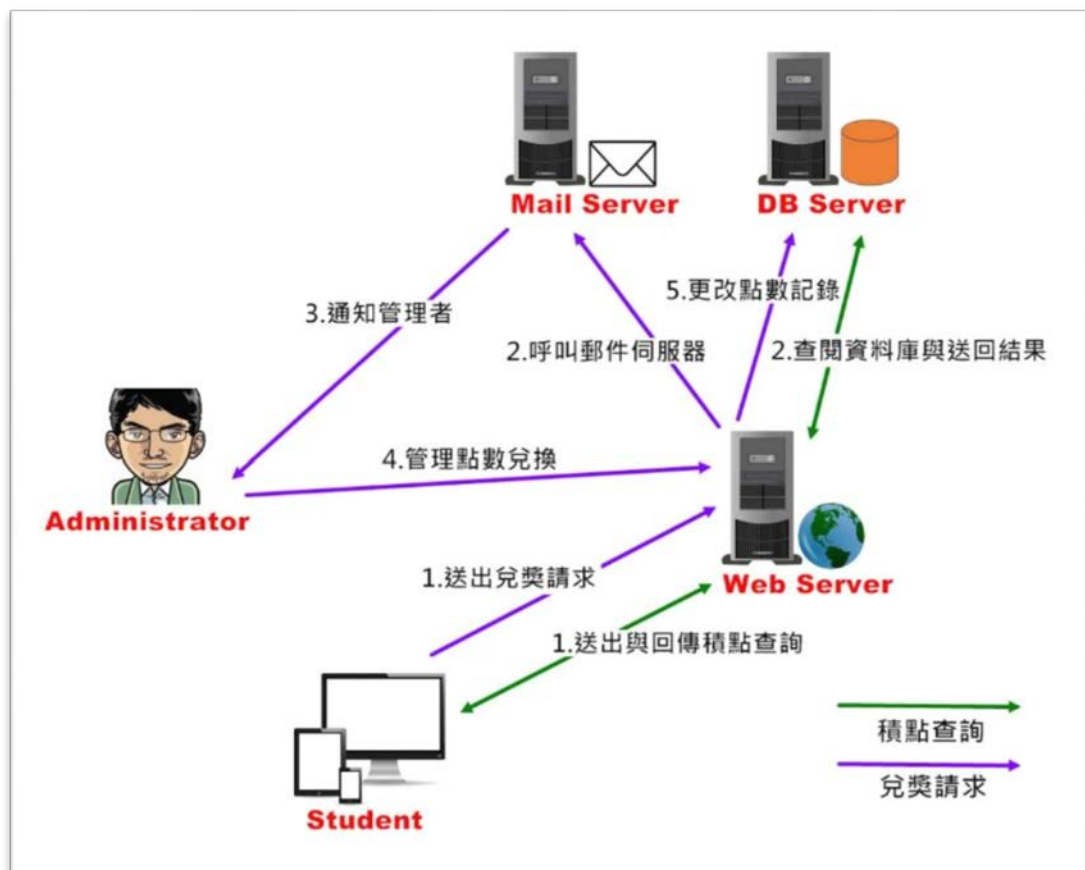 Mail Server
DB Server
3.通知管理者
5.更改點數記錄
2.呼叫郵件伺服器
2.查閱資料庫與送回結果
4.管理點數兌換
Administrator
1.送出兌獎請求
Web Server
1.送出與回傳積點查詢
積點查詢
兌獎請求
Student